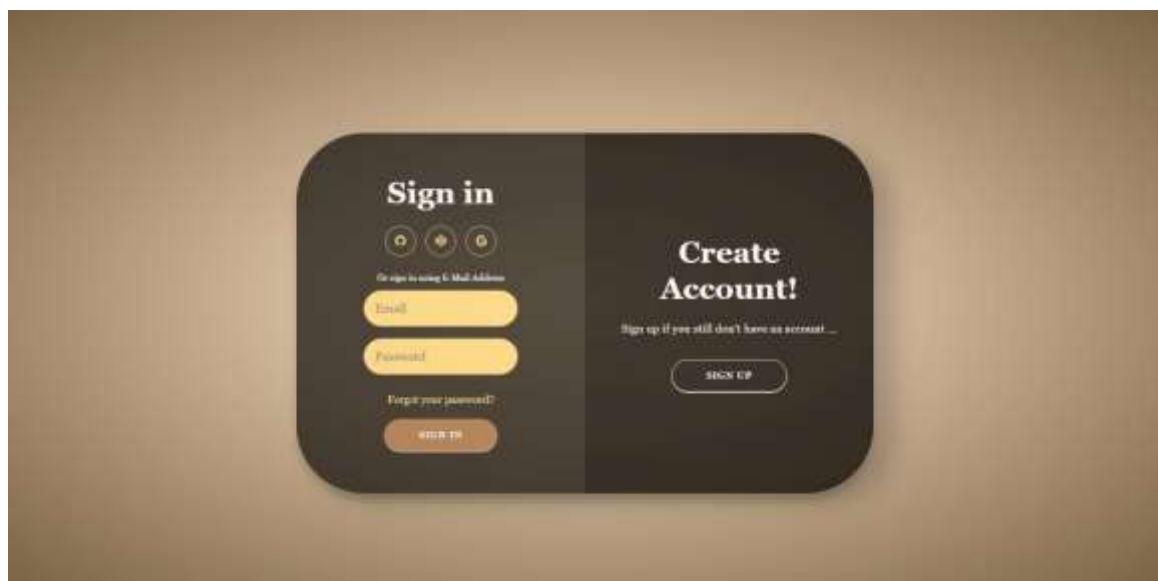 Sign in
Or sign in using E-Mail Address
Email
Password
Forgot your password?
SIGN IN
Create
Account!
Sign up if you still don't have an account ...
SIGN UP